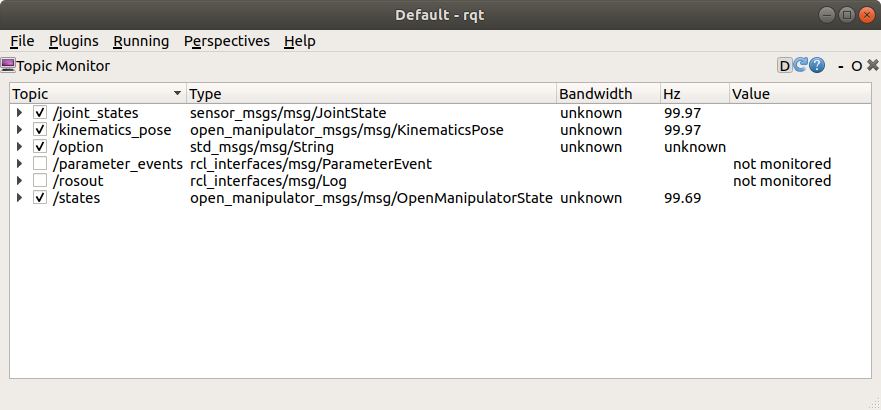 Default - rqt
File Plugins Running Perspectives Help
Topic Monitor D ? - O
Topic Type Bandwidth Hz Value
/joint_states sensor_msgs/msg/JointState unknown 99.97
/kinematics_pose open_manipulator_msgs/msg/KinematicsPose unknown 99.97
/option std_msgs/msg/String unknown unknown
/parameter_events rcl_interfaces/msg/ParameterEvent not monitored
/rosout rcl_interfaces/msg/Log not monitored
/states open_manipulator_msgs/msg/OpenManipulatorState unknown 99.69